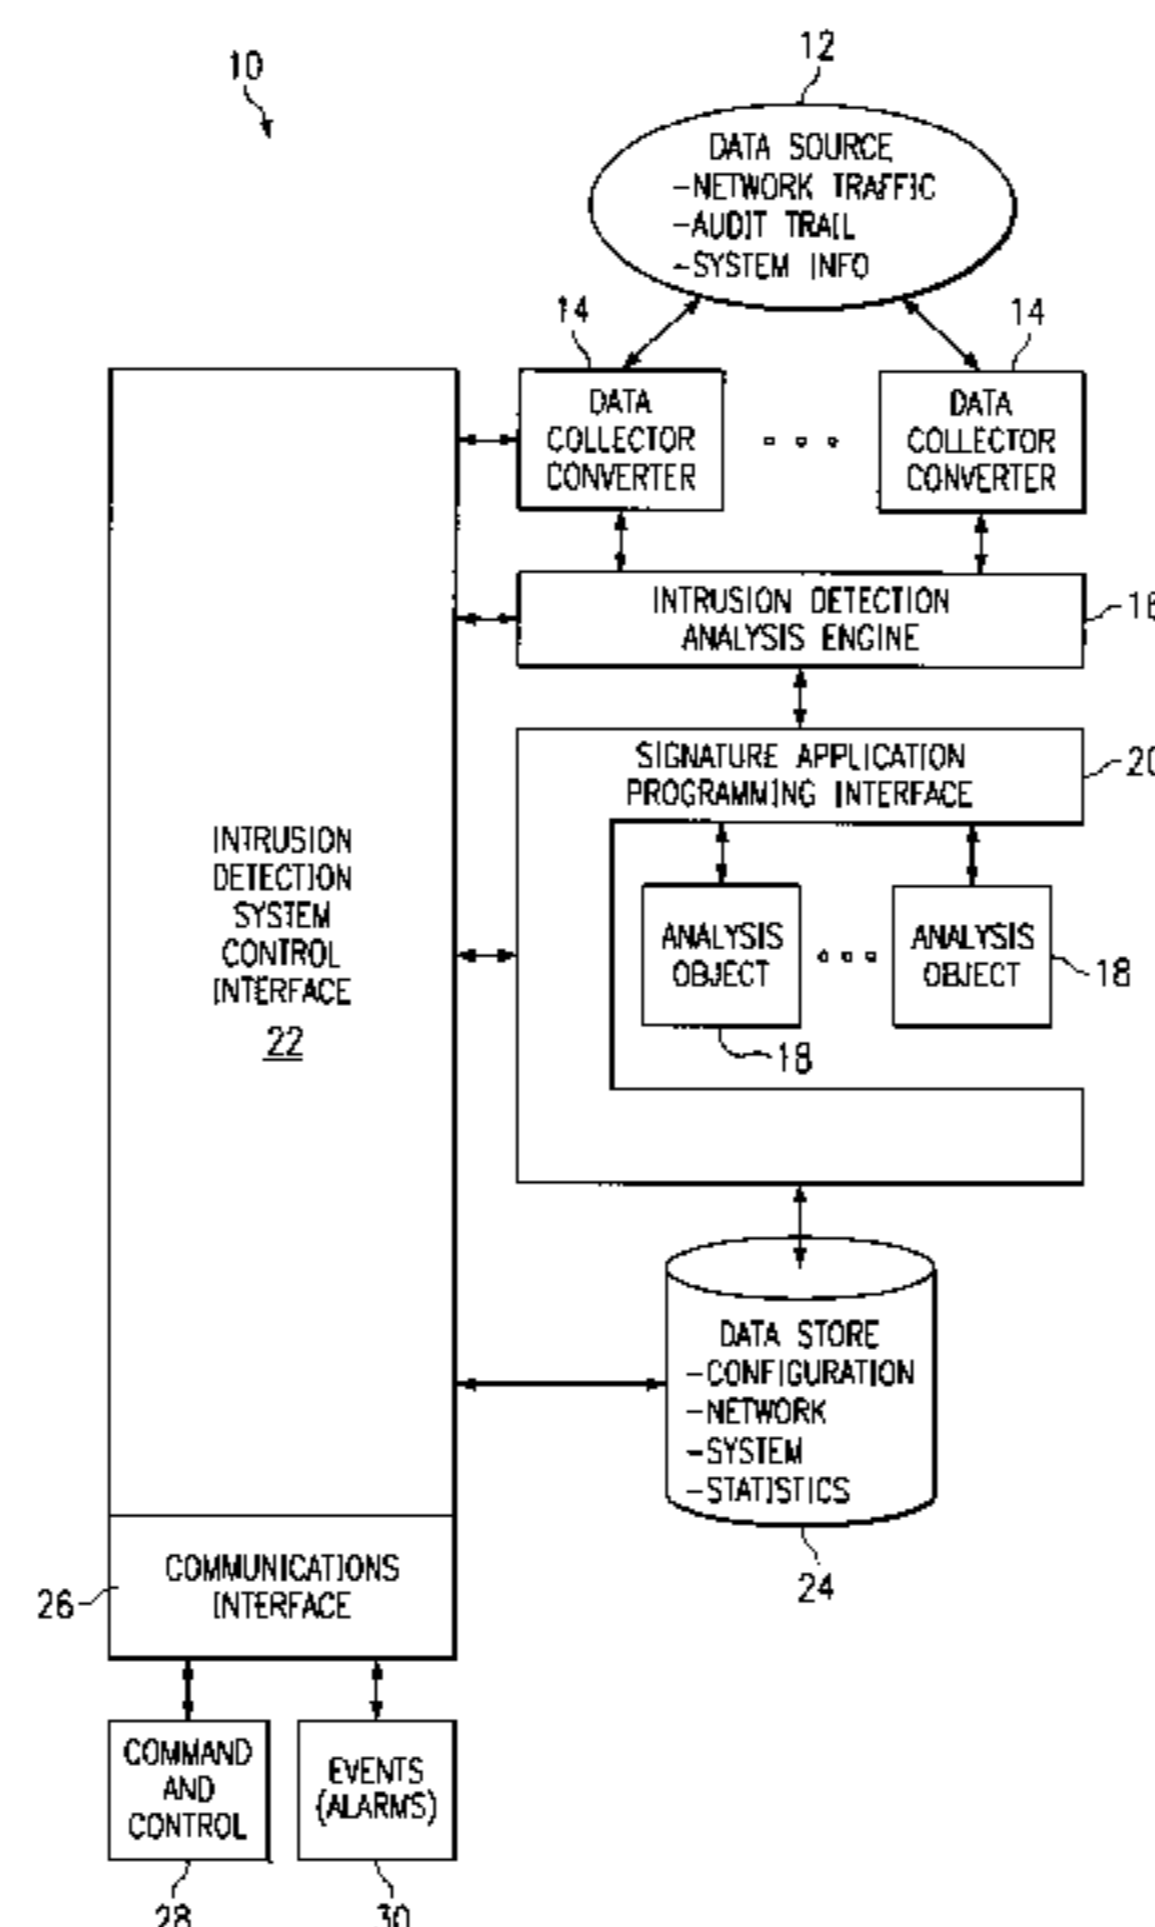 10
12
DATA SOURCE
-NETWORK TRAFFIC
-AUDIT TRAIL
-SYSTEM INFO
14
14
DATA
COLLECTOR
CONVERTER
DATA
COLLECTOR
CONVERTER
INTRUSION DETECTION
ANALYSIS ENGINE
16
SIGNATURE APPLICATION
PROGRAMMING INTERFACE
20
INTRUSION
DETECTION
SYSTEM
CONTROL
INTERFACE
22
ANALYSIS
OBJECT
18
ANALYSIS
OBJECT
18
DATA STORE
-CONFIGURATION
-NETWORK
-SYSTEM
-STATISTICS
24
COMMUNICATIONS
INTERFACE
26
COMMAND
AND
CONTROL
28
EVENTS
(ALARMS)
30